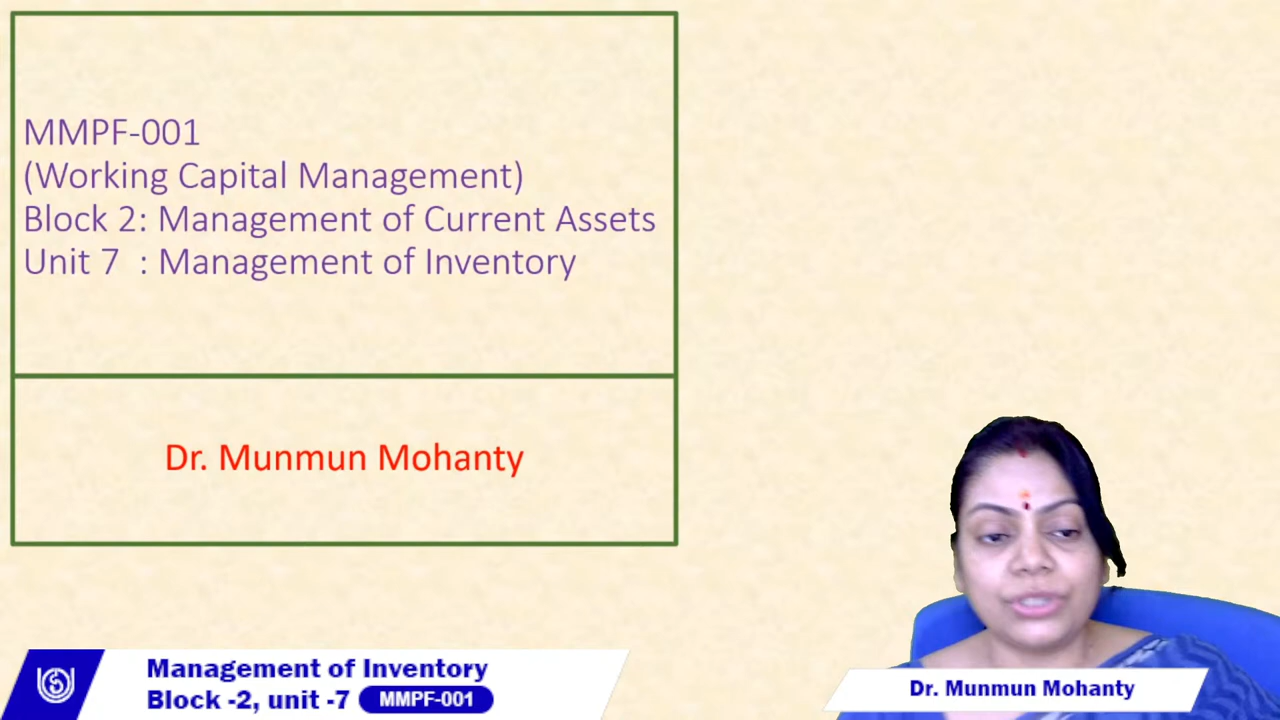 MMPF-001
(Working Capital Management)
Block 2: Management of Current Assets
Unit 7  : Management of Inventory
Dr. Munmun Mohanty
Management of Inventory
Block -2, unit -7 MMPF-001
Dr. Munmun Mohanty